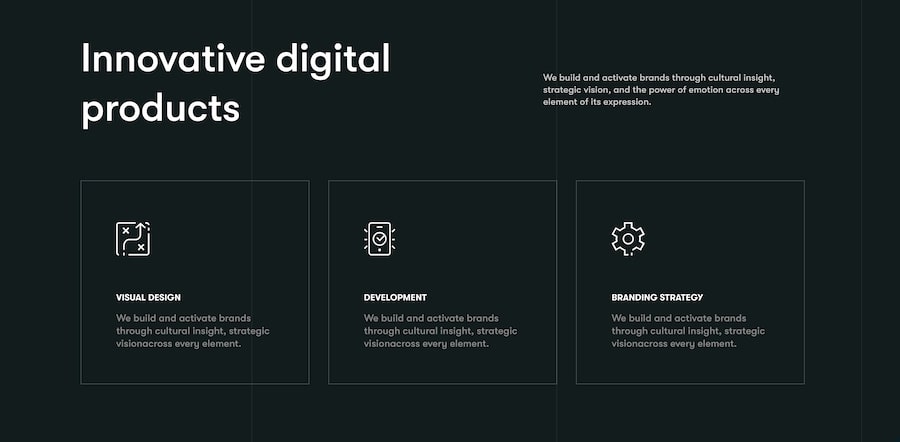 Innovative digital
products
We build and activate brands through cultural insight,
strategic vision, and the power of emotion across every
element of its expression.
VISUAL DESIGN
We build and activate brands
through cultural insight, strategic
visionacross every element.
DEVELOPMENT
We build and activate brands
through cultural insight, strategic
visionacross every element.
BRANDING STRATEGY
We build and activate brands
through cultural insight, strategic
visionacross every element.